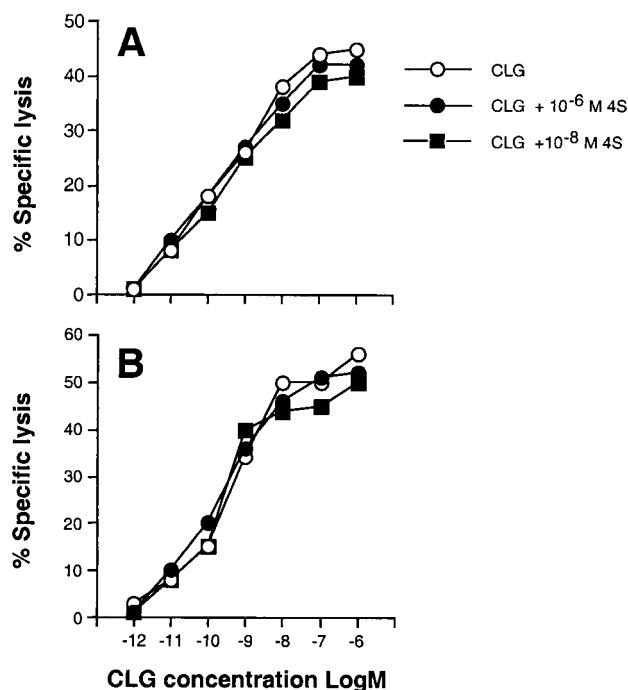 A
50
40
30
20
10
0
% Specific lysis
CLG
CLG + 10⁻⁶ M 4S
CLG +10⁻⁸ M 4S
B
60
50
40
30
20
10
0
% Specific lysis
-12 -11 -10 -9 -8 -7 -6
CLG concentration LogM